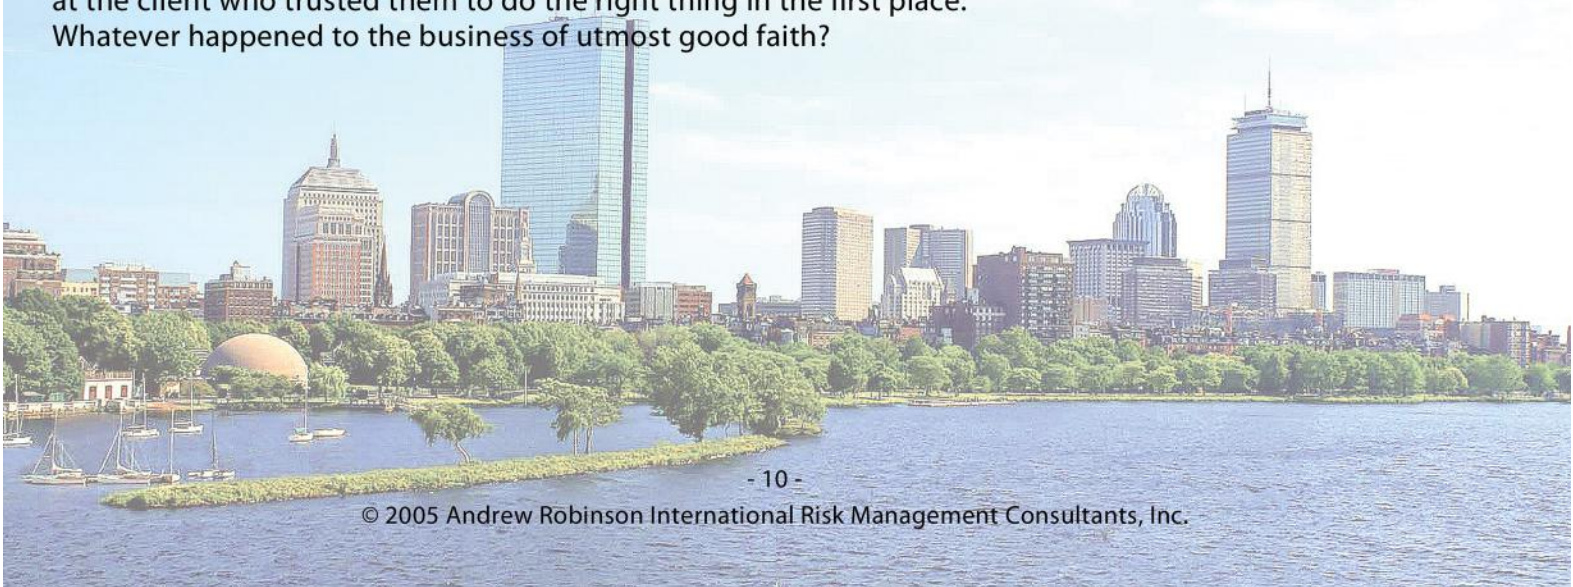 at the client who trusted them to do the right thing in the first place.
Whatever happened to the business of utmost good faith?
- 10 -
© 2005 Andrew Robinson International Risk Management Consultants, Inc.